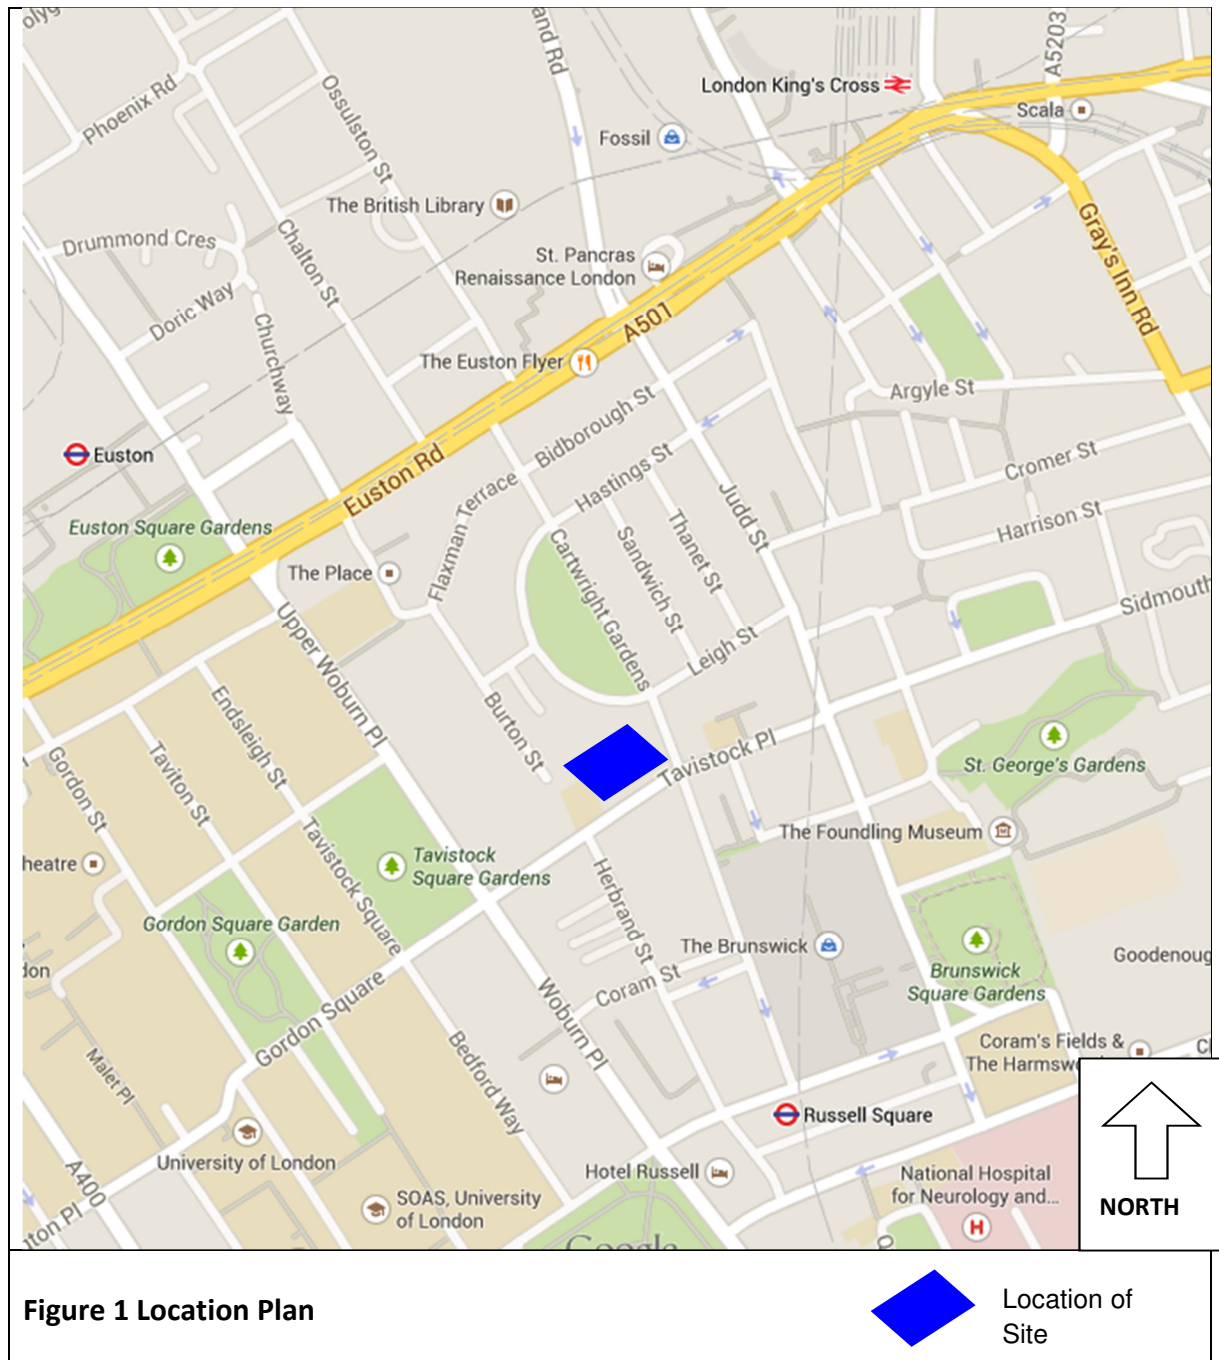 and Rd
A5203
London King's Cross
Scala
Phoenix Rd
Ossulston St
Fossil
The British Library
Gray's Inn Rd
Drummond Cres
Chalton St
St. Pancras
Renaissance London
Doric Way
Churchway
A501
The Euston Flyer
Argyle St
Bidborough St
Euston
Euston Rd
Hastings St
Cromer St
Flaxman Terrace
Judd St
Harrison St
Euston Square Gardens
Cartwright Gardens
Sandwich St
Thanet St
The Place
Sidmouth
Upper Woburn Pl
Leigh St
Endsleigh St
Burton St
Gordon St
Taviton St
Tavistock Pl
St. George's Gardens
The Foundling Museum
heatre
Tavistock
Square Gardens
Tavistock Square
Herbrand St
Gordon Square Garden
The Brunswick
Goodenoug
don
Brunswick
Square Gardens
Coram St
Gordon Square
Woburn Pl
Malet Pl
Bedford Way
Coram's Fields &
The Harmswo
Russell Square
University of London
Hotel Russell
National Hospital
for Neurology and...
A400
SOAS, University
of London
H
NORTH
ton Pl
Google
Figure 1 Location Plan
Location of
Site